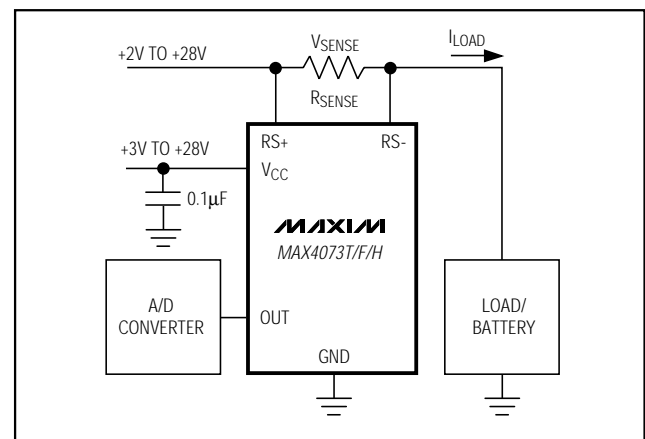 +2V TO +28V
VSENSE
ILOAD
RSENSE
RS+
RS-
+3V TO +28V
VCC
0.1μF
MAXIM
MAX4073T/F/H
A/D
CONVERTER
OUT
LOAD/
BATTERY
GND